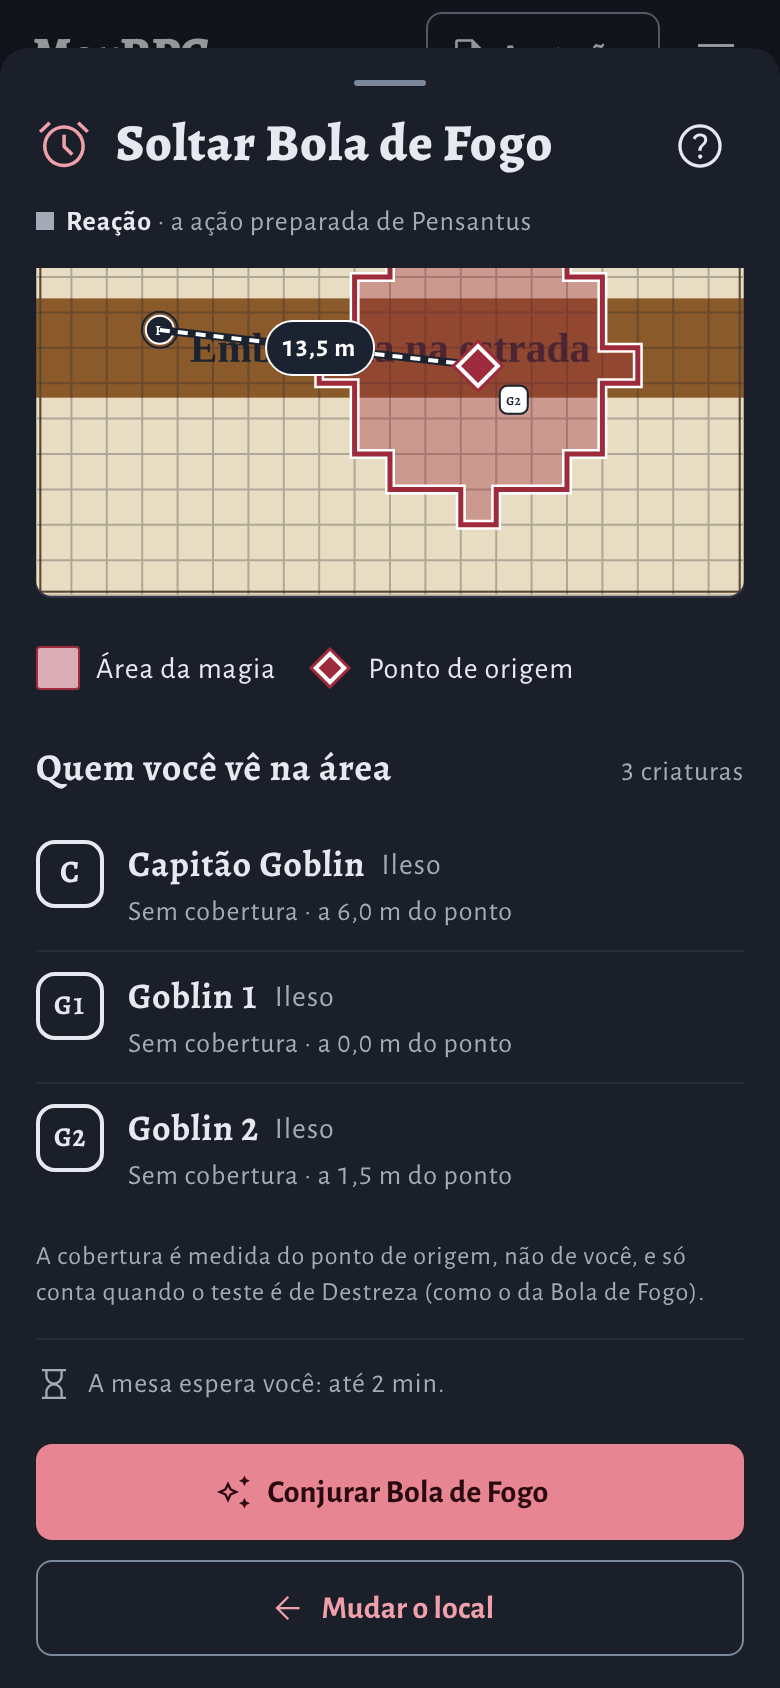 Soltar Bola de Fogo
Reação · a ação preparada de Pensantus
I
13,5 m
na estrada
G2
Área da magia
Ponto de origem
Quem você vê na área
3 criaturas
C
Capitão Goblin Ileso
Sem cobertura · a 6,0 m do ponto
G1
Goblin 1 Ileso
Sem cobertura · a 0,0 m do ponto
G2
Goblin 2 Ileso
Sem cobertura · a 1,5 m do ponto
A cobertura é medida do ponto de origem, não de você, e só
conta quando o teste é de Destreza (como o da Bola de Fogo).
A mesa espera você: até 2 min.
Conjurar Bola de Fogo
Mudar o local